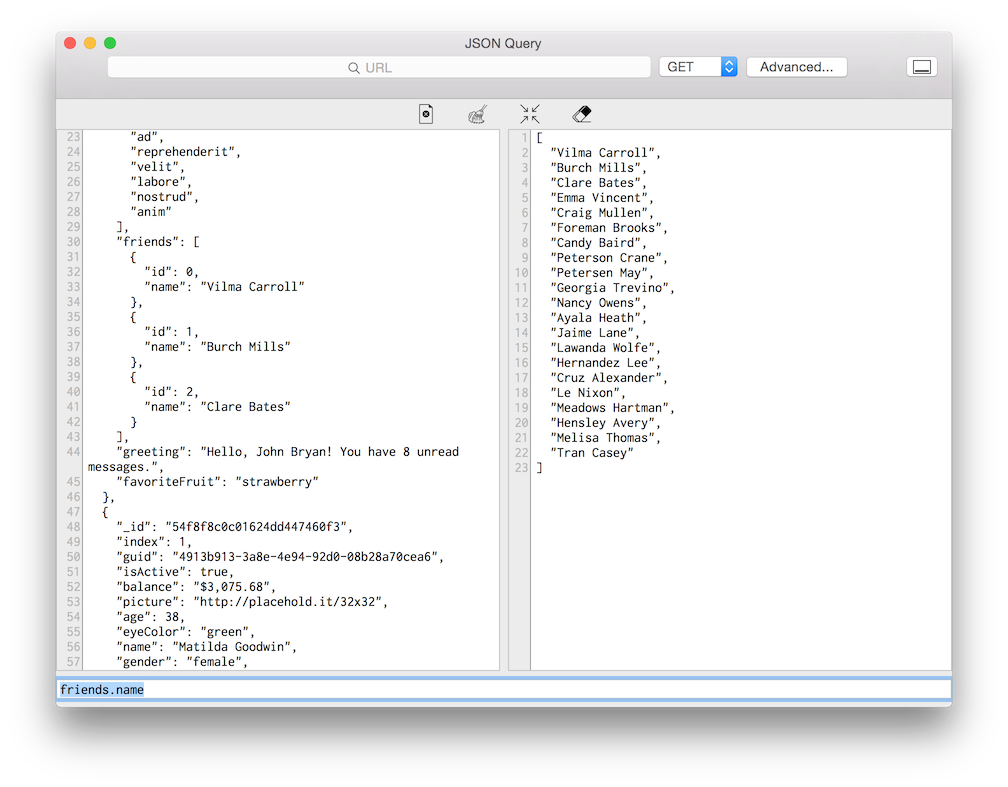 JSON Query
URL
GET
Advanced...
23 "ad",
24 "reprehenderit",
25 "velit",
26 "labore",
27 "nostrud",
28 "anim"
29 ],
30 "friends": [
31 {
32 "id": 0,
33 "name": "Vilma Carroll"
34 },
35 {
36 "id": 1,
37 "name": "Burch Mills"
38 },
39 {
40 "id": 2,
41 "name": "Clare Bates"
42 }
43 ],
44 "greeting": "Hello, John Bryan! You have 8 unread
messages.",
45 "favoriteFruit": "strawberry"
46 },
47 {
48 "_id": "54f8f8c0c01624dd447460f3",
49 "index": 1,
50 "guid": "4913b913-3a8e-4e94-92d0-08b28a70cea6",
51 "isActive": true,
52 "balance": "$3,075.68",
53 "picture": "http://placehold.it/32x32",
54 "age": 38,
55 "eyeColor": "green",
56 "name": "Matilda Goodwin",
57 "gender": "female",
1 [
2 "Vilma Carroll",
3 "Burch Mills",
4 "Clare Bates",
5 "Emma Vincent",
6 "Craig Mullen",
7 "Foreman Brooks",
8 "Candy Baird",
9 "Peterson Crane",
10 "Petersen May",
11 "Georgia Trevino",
12 "Nancy Owens",
13 "Ayala Heath",
14 "Jaime Lane",
15 "Lawanda Wolfe",
16 "Hernandez Lee",
17 "Cruz Alexander",
18 "Le Nixon",
19 "Meadows Hartman",
20 "Hensley Avery",
21 "Melisa Thomas",
22 "Tran Casey"
23 ]
friends.name